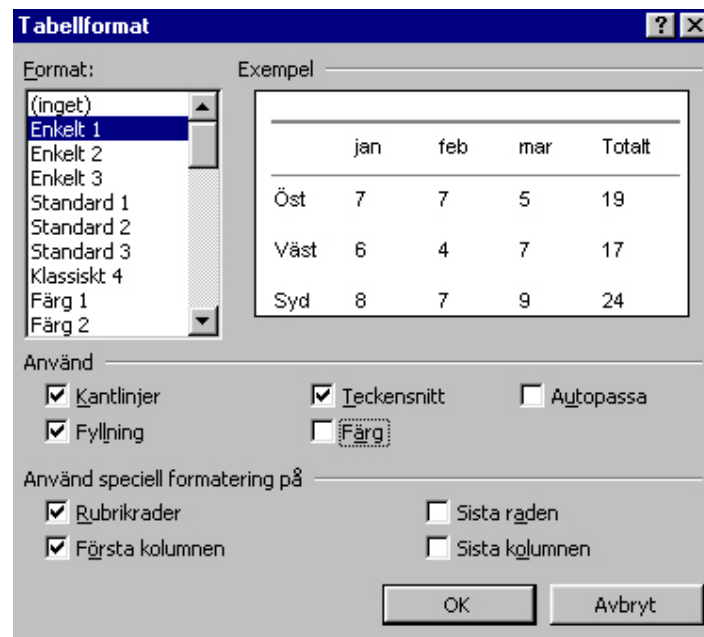 Tabellformat
Format:
(inget)
Enkelt 1
Enkelt 2
Enkelt 3
Standard 1
Standard 2
Standard 3
Klassiskt 4
Färg 1
Färg 2
Exempel
jan feb mar Totalt
Öst 7 7 5 19
Väst 6 4 7 17
Syd 8 7 9 24
Använd
Kantlinjer Teckensnitt Autopassa
Fyllning Färg
Använd speciell formatering på
Rubrikrader Sista raden
Första kolumnen Sista kolumnen
OK Avbryt